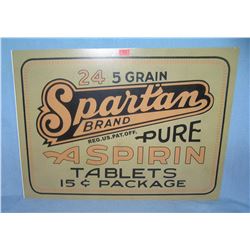 24 5 GRAIN
Spartan
BRAND
REG. U.S. PAT. OFF.
PURE
ASPIRIN
TABLETS
15¢ PACKAGE